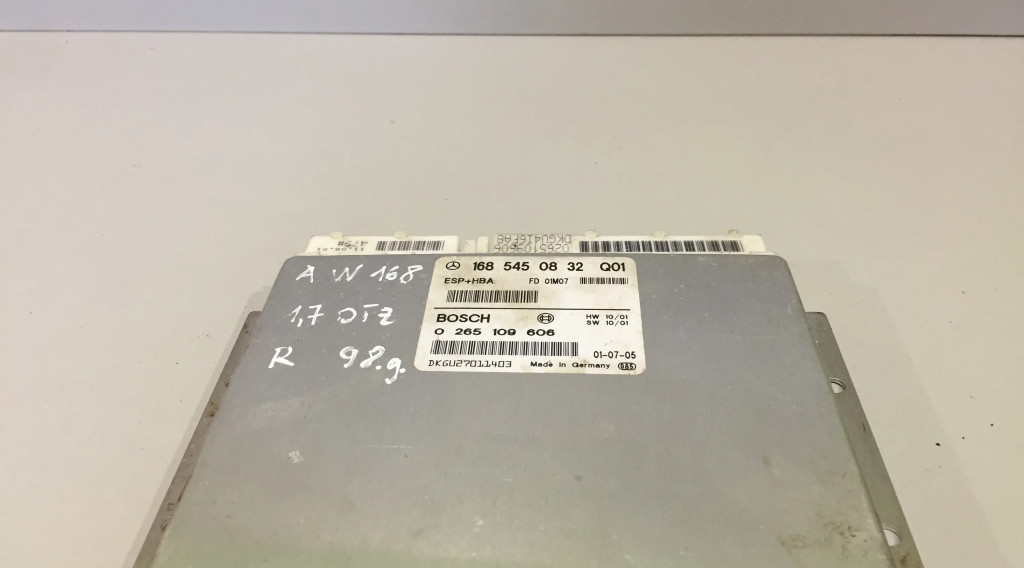 A W 168
1,7 DTZ
R 98.g.
168 545 08 32 Q01
ESP+HBA FD 01M07
BOSCH HW 10/01
SW 10/01
0 265 109 606
01-07-05
DKGU27011403 Made in Germany